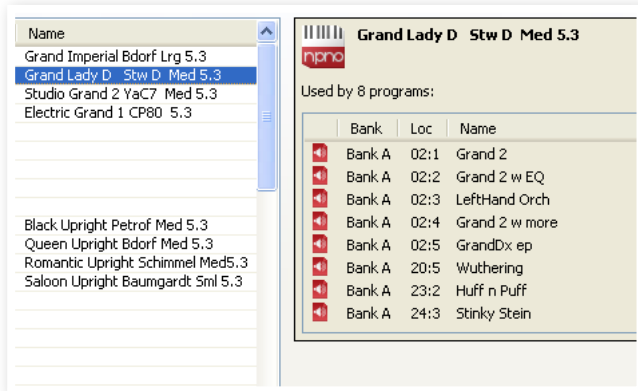 Name
Grand Imperial Bdorf Lrg 5.3
Grand Lady D Stw D Med 5.3
Studio Grand 2 YaC7 Med 5.3
Electric Grand 1 CP80 5.3
Black Upright Petrof Med 5.3
Queen Upright Bdorf Med 5.3
Romantic Upright Schimmel Med5.3
Saloon Upright Baumgardt Sml 5.3
npno
Grand Lady D Stw D Med 5.3
Used by 8 programs:
Bank Loc Name
Bank A 02:1 Grand 2
Bank A 02:2 Grand 2 w EQ
Bank A 02:3 LeftHand Orch
Bank A 02:4 Grand 2 w more
Bank A 02:5 GrandDx ep
Bank A 20:5 Wuthering
Bank A 23:2 Huff n Puff
Bank A 24:3 Stinky Stein